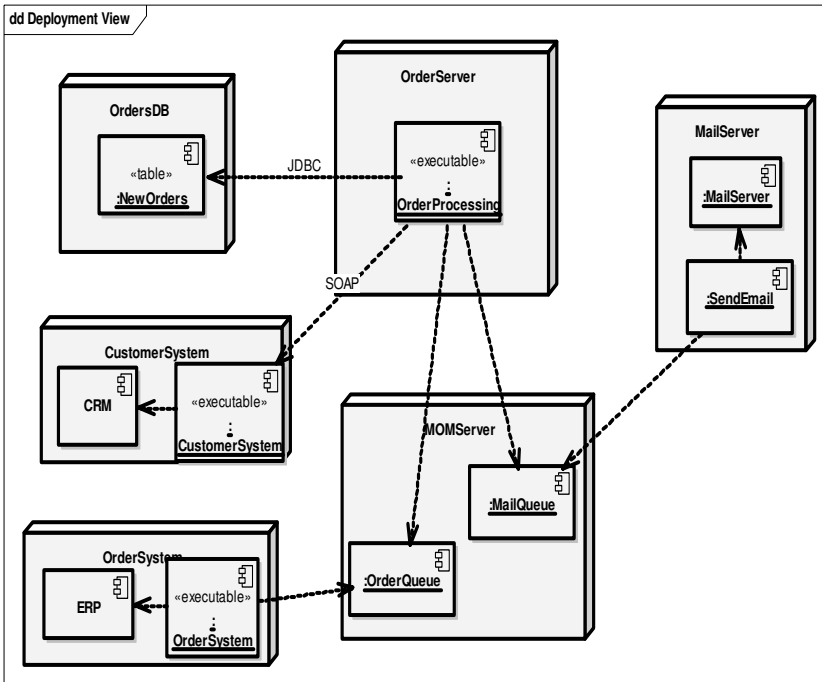 dd Deployment View
OrdersDB
«table»
:NewOrders
JDBC
OrderServer
«executable»
:
OrderProcessing
MailServer
:MailServer
:SendEmail
SOAP
CustomerSystem
CRM
«executable»
:
CustomerSystem
MOMServer
:MailQueue
:OrderQueue
OrderSystem
ERP
«executable»
:
OrderSystem